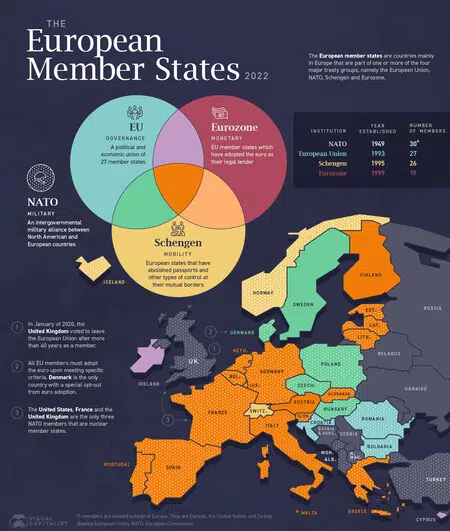 THE
European
Member States 2022
The European member states are countries mainly
in Europe that are part of one or more of the four
major treaty groups, namely the European Union,
NATO, Schengen and Eurozone.
INSTITUTION
YEAR
ESTABLISHED
NUMBER
OF MEMBERS
NATO 1949 30*
European Union 1993 27
Schengen 1995 26
Eurozone 1999 19
EU
GOVERNANCE
A political and
economic union of
27 member states
Eurozone
MONETARY
EU member states which
have adopted the euro as
their legal tender
NATO
MILITARY
An intergovernmental
military alliance between
North American and
European countries
Schengen
MOBILITY
European states that have
abolished passports and
other types of control at
their mutual borders
ICELAND
NORWAY
SWEDEN
FINLAND
RUSSIA
EST.
LAT.
LITH.
BELARUS
UKRAINE
1
In January of 2020, the
United Kingdom voted to leave
the European Union after more
than 40 years as a member.
2
All EU members must adopt
the euro upon meeting specific
criteria. Denmark is the only
country with a special opt-out
from euro adoption.
3
The United States, France and the
United Kingdom are the only three
NATO members that are nuclear
member states.
2
DENMARK
1
UK
3
IRELAND
NETH.
BEL.
LUX.
GERMANY
POLAND
CZECH.
SLOVAKIA
AUSTRIA
HUNGARY
SWITZ.
FRANCE
ITALY
CROATIA
BOSNIA
& HERZ.
SERBIA
ROMANIA
BULGARIA
MON.
ALB.
N.
MAC.
PORTUGAL
SPAIN
MALTA
GREECE
TURKEY
CYPRUS
VISUAL
CAPITALIST
*3 members are located outside of Europe. They are Canada, the United States, and Turkey
Source: European Union, NATO, European Commission